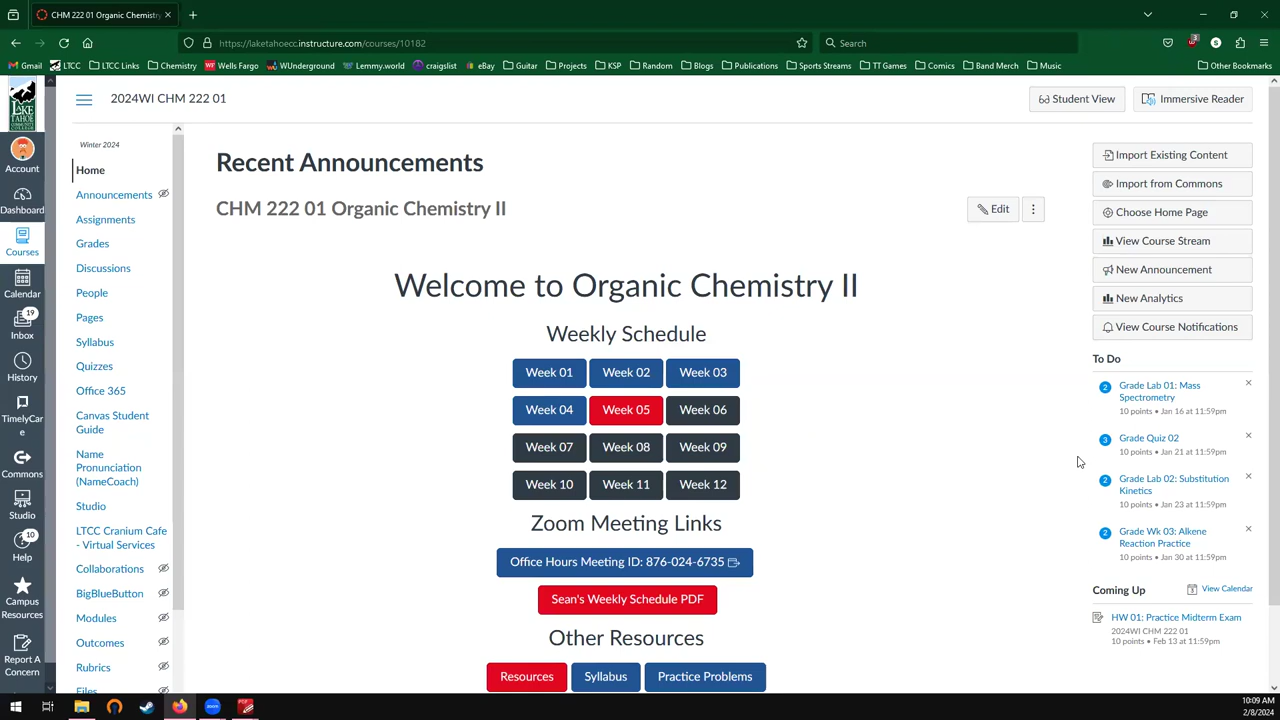 CHM 222 01 Organic Chemistry
https://laketahoecc.instructure.com/courses/10182
Search
3
S
Gmail
LTCC
LTCC Links
Chemistry
Wells Fargo
WUnderground
Lemmy.world
craigslist
eBay
Guitar
Projects
KSP
Random
Blogs
Publications
Sports Streams
TT Games
Comics
Band Merch
Music
Other Bookmarks
LAKE
TAHOE
Account
Dashboard
Courses
Calendar
19
Inbox
History
TimelyCar
e
Commons
Studio
10
Help
Campus
Resources
Report A
Concern
2024WI CHM 222 01
Student View
Immersive Reader
Winter 2024
Home
Announcements
Assignments
Grades
Discussions
People
Pages
Syllabus
Quizzes
Office 365
Canvas Student
Guide
Name
Pronunciation
(NameCoach)
Studio
LTCC Cranium Cafe
- Virtual Services
Collaborations
BigBlueButton
Modules
Outcomes
Rubrics
Files
Recent Announcements
CHM 222 01 Organic Chemistry II
Edit
Welcome to Organic Chemistry II
Weekly Schedule
Week 01 Week 02 Week 03
Week 04 Week 05 Week 06
Week 07 Week 08 Week 09
Week 10 Week 11 Week 12
Zoom Meeting Links
Office Hours Meeting ID: 876-024-6735
Sean's Weekly Schedule PDF
Other Resources
Resources Syllabus Practice Problems
Import Existing Content
Import from Commons
Choose Home Page
View Course Stream
New Announcement
New Analytics
View Course Notifications
To Do
2
Grade Lab 01: Mass
Spectrometry
10 points • Jan 16 at 11:59pm
3
Grade Quiz 02
10 points • Jan 21 at 11:59pm
2
Grade Lab 02: Substitution
Kinetics
10 points • Jan 23 at 11:59pm
2
Grade Wk 03: Alkene
Reaction Practice
10 points • Jan 30 at 11:59pm
Coming Up
View Calendar
HW 01: Practice Midterm Exam
2024WI CHM 222 01
10 points • Feb 13 at 11:59pm
10:09 AM
2/8/2024